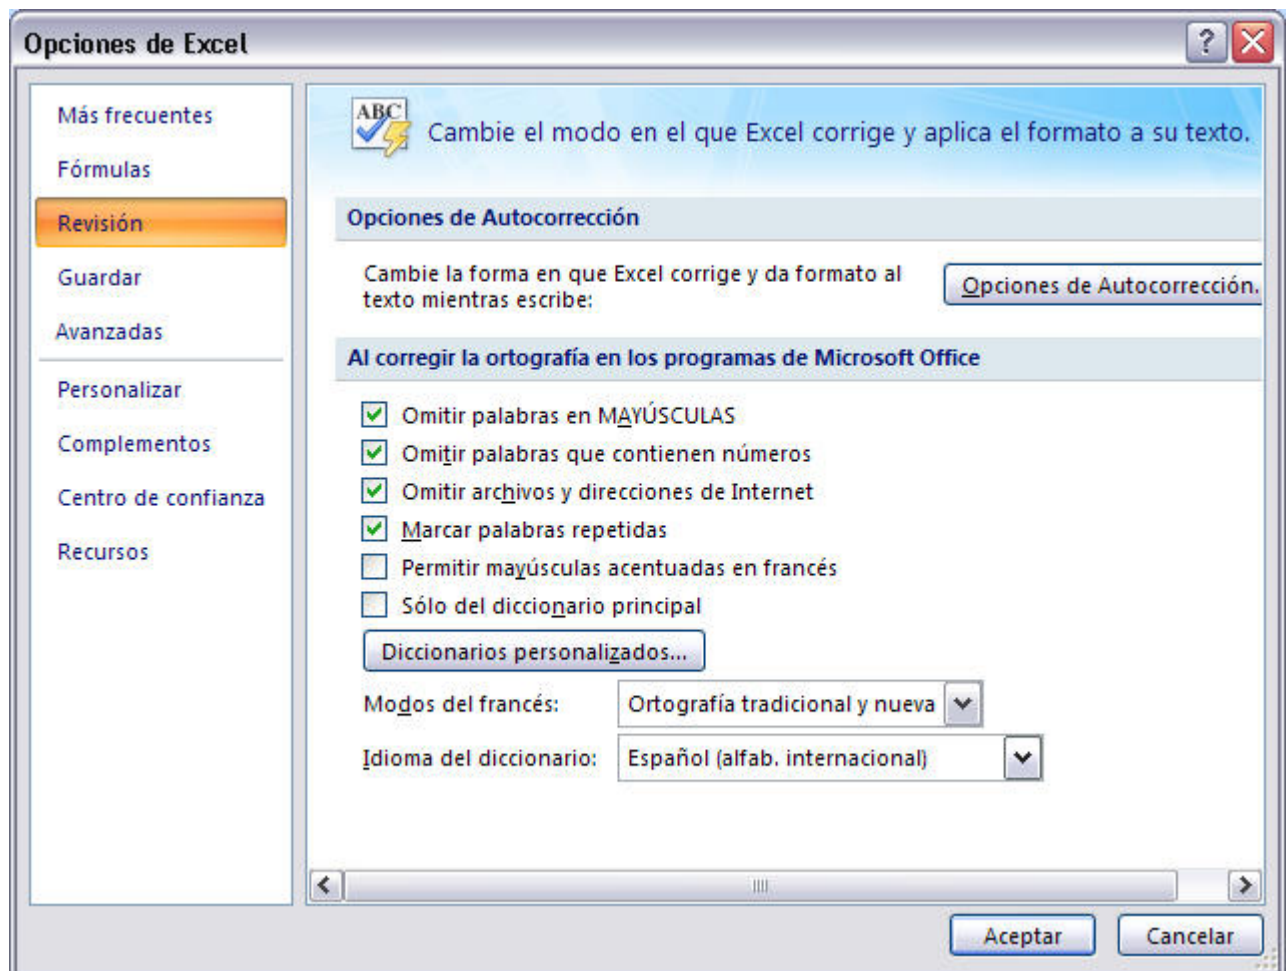 Opciones de Excel
Más frecuentes
Fórmulas
Revisión
Guardar
Avanzadas
Personalizar
Complementos
Centro de confianza
Recursos
ABC
Cambie el modo en el que Excel corrige y aplica el formato a su texto.
Opciones de Autocorrección
Cambie la forma en que Excel corrige y da formato al
texto mientras escribe:
Opciones de Autocorrección.
Al corregir la ortografía en los programas de Microsoft Office
Omitir palabras en MAYÚSCULAS
Omitir palabras que contienen números
Omitir archivos y direcciones de Internet
Marcar palabras repetidas
Permitir mayúsculas acentuadas en francés
Sólo del diccionario principal
Diccionarios personalizados...
Modos del francés:
Ortografía tradicional y nueva
Idioma del diccionario:
Español (alfab. internacional)
Aceptar
Cancelar